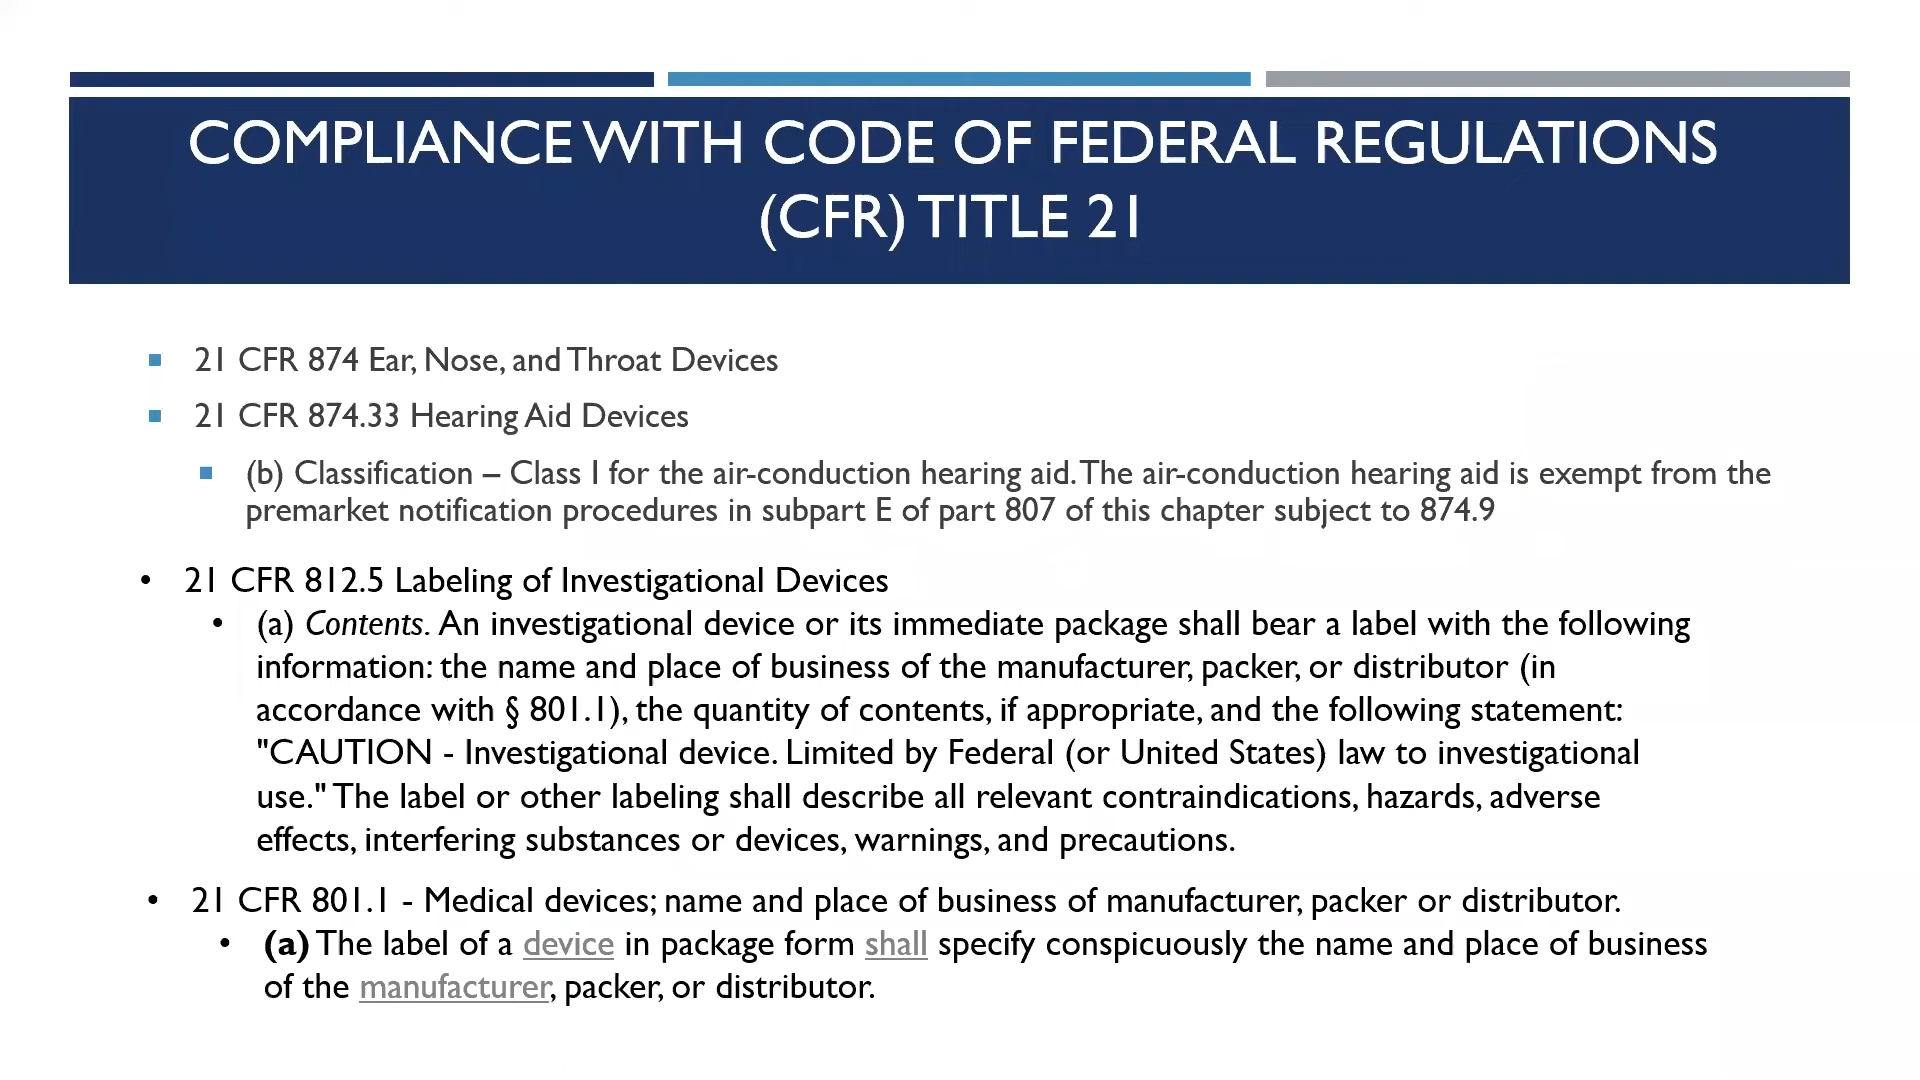 COMPLIANCE WITH CODE OF FEDERAL REGULATIONS
(CFR) TITLE 21
▪ 21 CFR 874 Ear, Nose, and Throat Devices
▪ 21 CFR 874.33 Hearing Aid Devices
▪ (b) Classification – Class I for the air-conduction hearing aid. The air-conduction hearing aid is exempt from the
premarket notification procedures in subpart E of part 807 of this chapter subject to 874.9
• 21 CFR 812.5 Labeling of Investigational Devices
• (a) Contents. An investigational device or its immediate package shall bear a label with the following
information: the name and place of business of the manufacturer, packer, or distributor (in
accordance with § 801.1), the quantity of contents, if appropriate, and the following statement:
"CAUTION - Investigational device. Limited by Federal (or United States) law to investigational
use." The label or other labeling shall describe all relevant contraindications, hazards, adverse
effects, interfering substances or devices, warnings, and precautions.
• 21 CFR 801.1 - Medical devices; name and place of business of manufacturer, packer or distributor.
• (a) The label of a device in package form shall specify conspicuously the name and place of business
of the manufacturer, packer, or distributor.